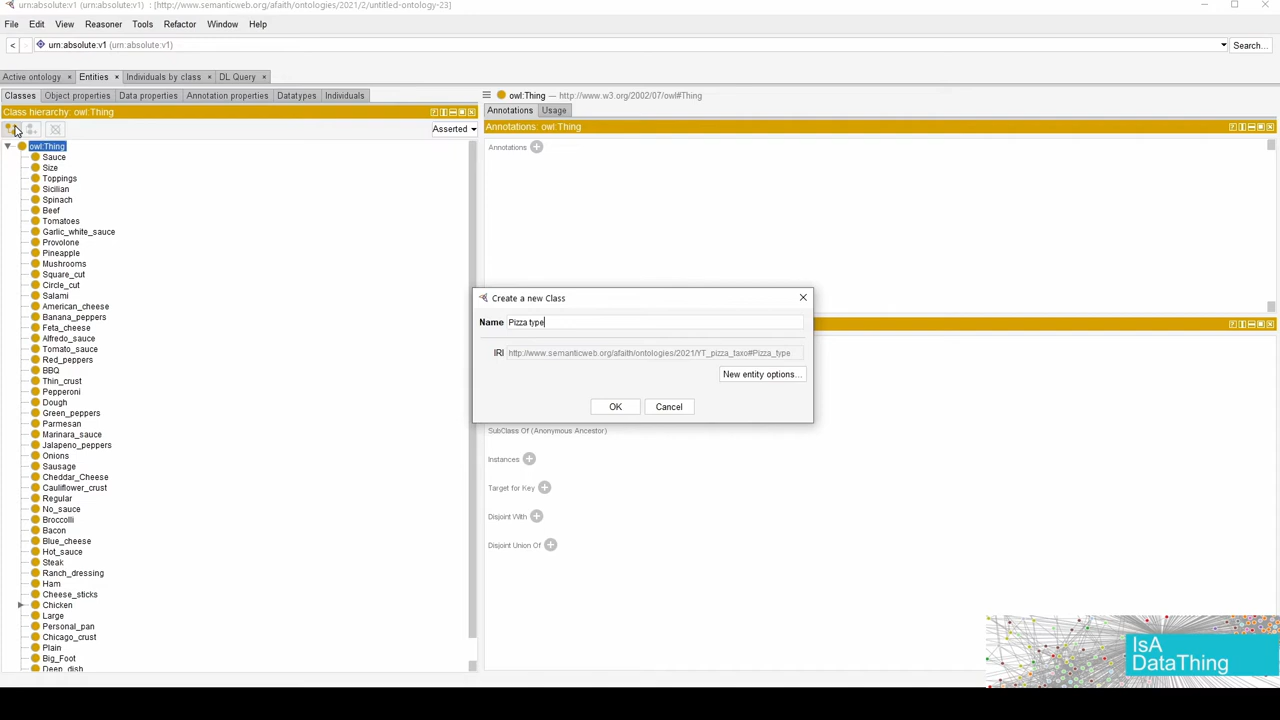 urn:absolute:v1 (urn:absolute:v1) : [http://www.semanticweb.org/afaith/ontologies/2021/2/untitled-ontology-23]
File Edit View Reasoner Tools Refactor Window Help
< > urn:absolute:v1 (urn:absolute:v1) Search...
Active ontology × Entities × Individuals by class × DL Query ×
Classes Object properties Data properties Annotation properties Datatypes Individuals
owl:Thing — http://www.w3.org/2002/07/owl#Thing
Class hierarchy: owl:Thing
Annotations Usage
Annotations: owl:Thing
Asserted
Annotations
owl:Thing
Sauce
Size
Toppings
Sicilian
Spinach
Beef
Tomatoes
Garlic_white_sauce
Provolone
Pineapple
Mushrooms
Square_cut
Circle_cut
Salami
American_cheese
Banana_peppers
Feta_cheese
Alfredo_sauce
Tomato_sauce
Red_peppers
BBQ
Thin_crust
Pepperoni
Dough
Green_peppers
Parmesan
Marinara_sauce
Jalapeno_peppers
Onions
Sausage
Cheddar_Cheese
Cauliflower_crust
Regular
No_sauce
Broccolli
Bacon
Blue_cheese
Hot_sauce
Steak
Ranch_dressing
Ham
Cheese_sticks
Chicken
Large
Personal_pan
Chicago_crust
Plain
Big_Foot
Deep_dish
Create a new Class
Name Pizza type
IRI http://www.semanticweb.org/afaith/ontologies/2021/YT_pizza_taxo#Pizza_type
New entity options...
OK Cancel
SubClass Of (Anonymous Ancestor)
Instances
Target for Key
Disjoint With
Disjoint Union Of
IsA
DataThing